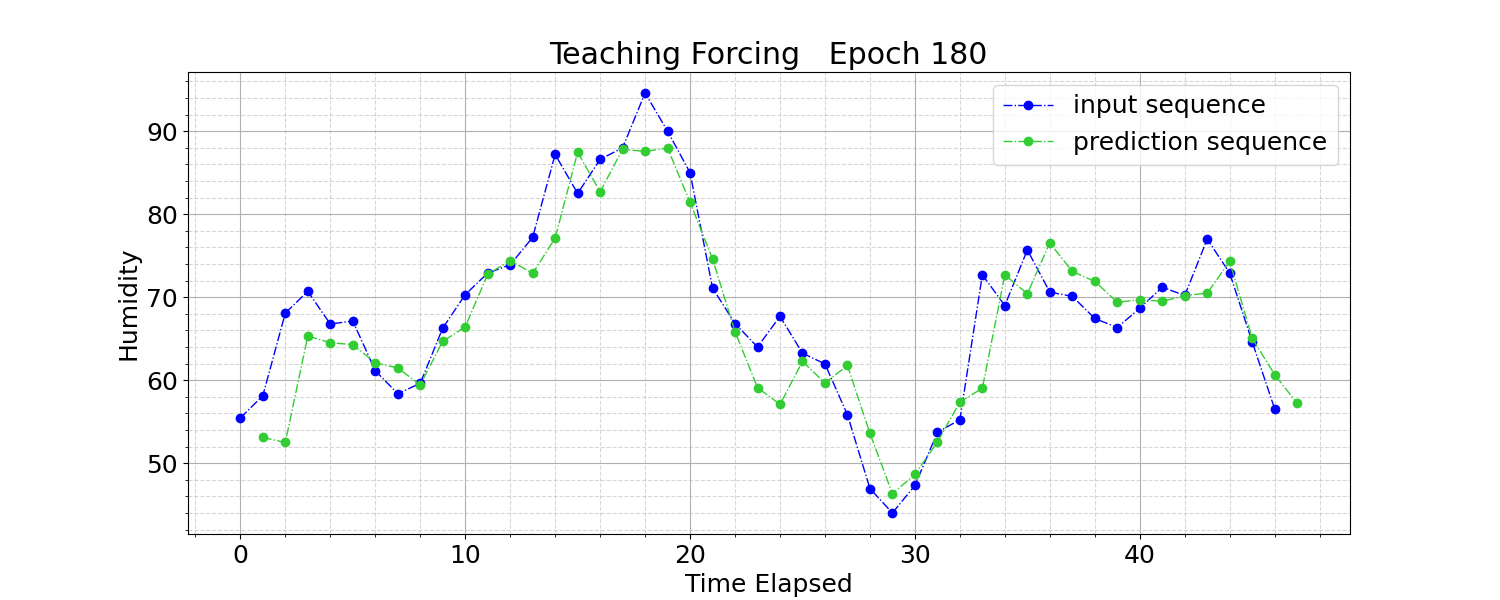 Teaching Forcing   Epoch 180
input sequence
prediction sequence
Humidity
90
80
70
60
50
0 10 20 30 40
Time Elapsed